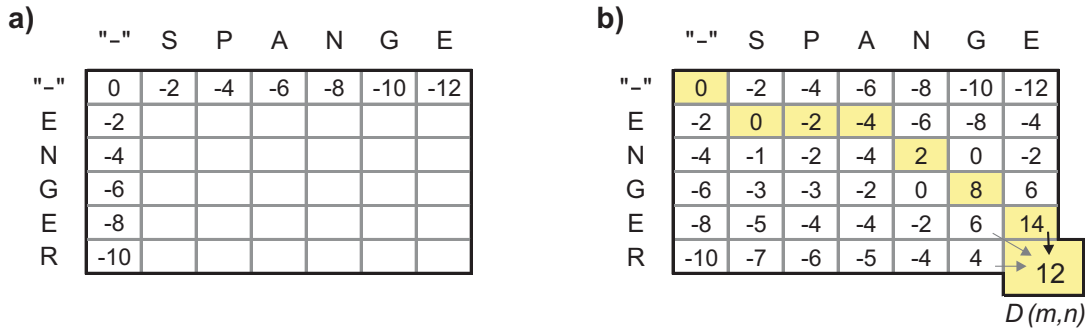 a)
"–" S P A N G E
"–" 0 -2 -4 -6 -8 -10 -12
E -2
N -4
G -6
E -8
R -10
b)
"–" S P A N G E
"–" 0 -2 -4 -6 -8 -10 -12
E -2 0 -2 -4 -6 -8 -4
N -4 -1 -2 -4 2 0 -2
G -6 -3 -3 -2 0 8 6
E -8 -5 -4 -4 -2 6 14
R -10 -7 -6 -5 -4 4 12
D (m,n)